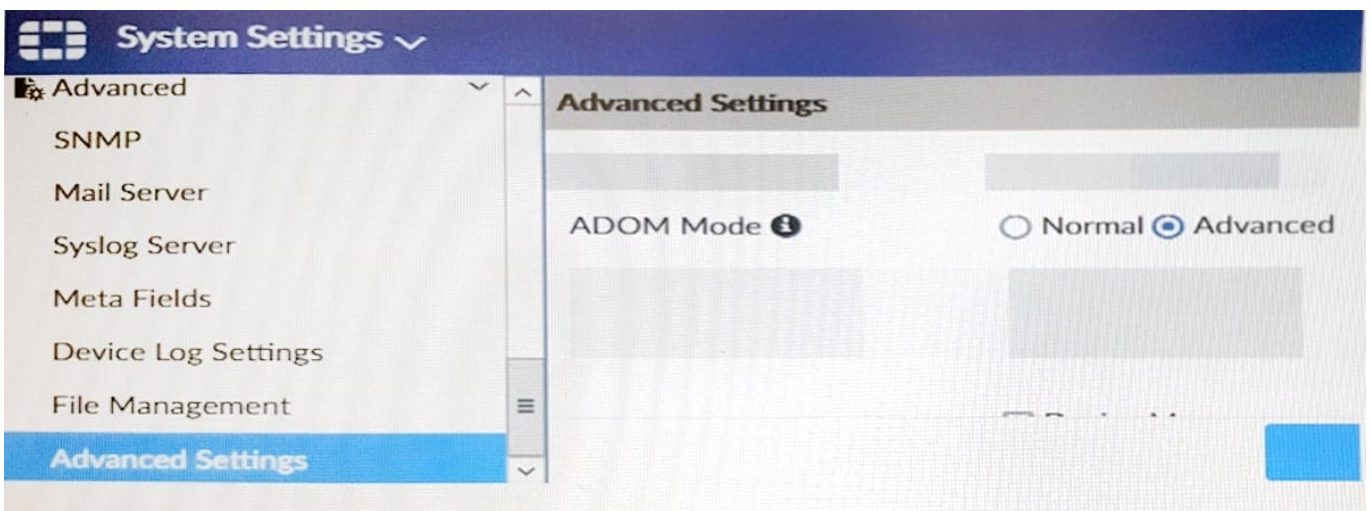 System Settings
Advanced
SNMP
Mail Server
Syslog Server
Meta Fields
Device Log Settings
File Management
Advanced Settings
Advanced Settings
ADOM Mode
Normal Advanced